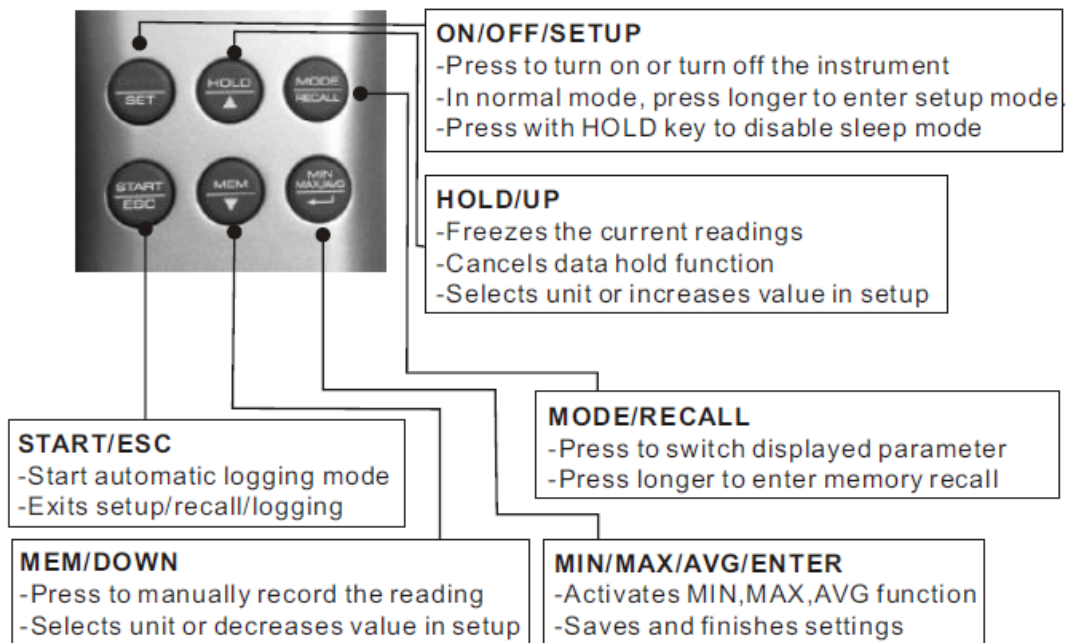 ON/OFF/SETUP
-Press to turn on or turn off the instrument
-In normal mode, press longer to enter setup mode.
-Press with HOLD key to disable sleep mode
SET
HOLD
▲
MODE
RECALL
START
ESC
MEM
▼
MIN
MAX/AVG
HOLD/UP
-Freezes the current readings
-Cancels data hold function
-Selects unit or increases value in setup
MODE/RECALL
-Press to switch displayed parameter
-Press longer to enter memory recall
START/ESC
-Start automatic logging mode
-Exits setup/recall/logging
MEM/DOWN
-Press to manually record the reading
-Selects unit or decreases value in setup
MIN/MAX/AVG/ENTER
-Activates MIN,MAX,AVG function
-Saves and finishes settings